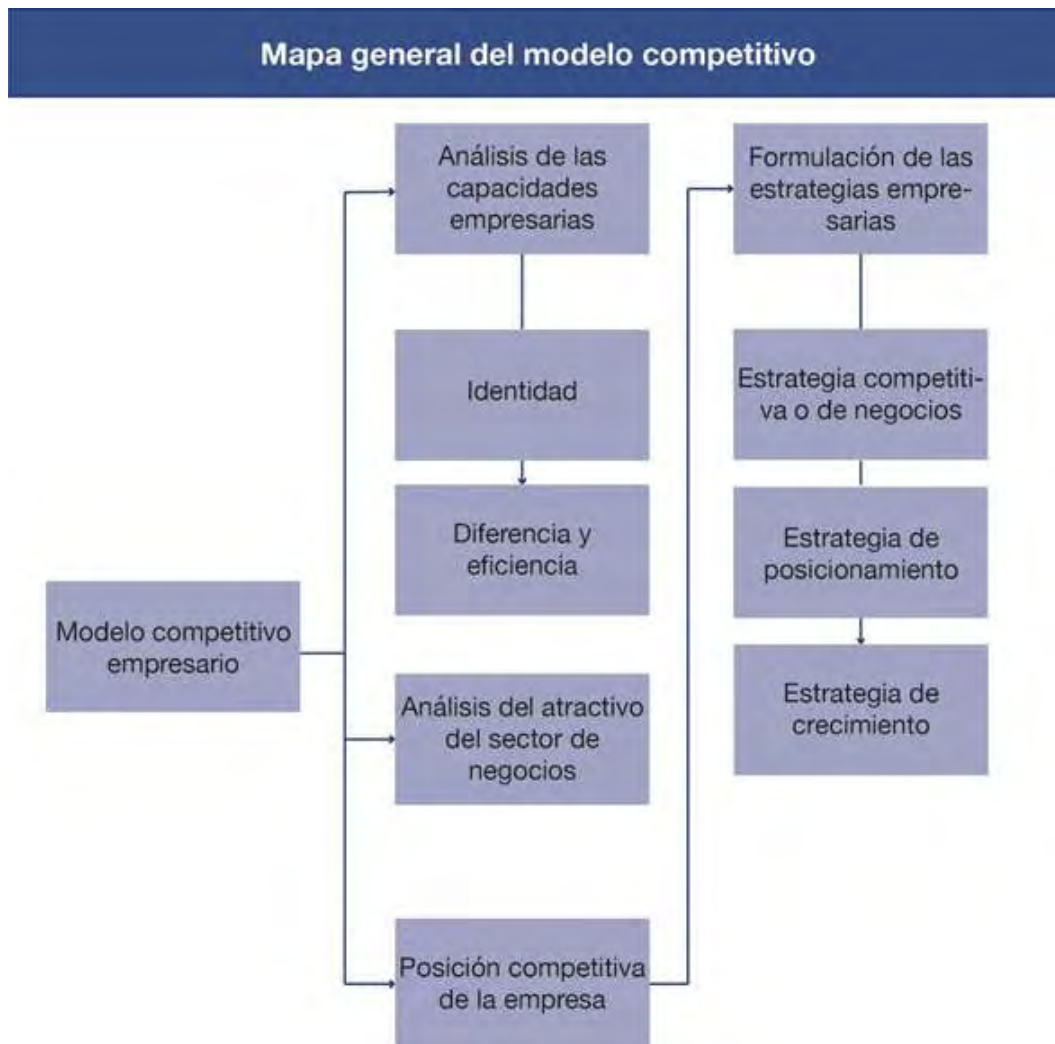 Mapa general del modelo competitivo
Análisis de las
capacidades
empresarias
Identidad
Diferencia y
eficiencia
Modelo competitivo
empresario
Análisis del atractivo
del sector de
negocios
Posición competitiva
de la empresa
Formulación de las
estrategias empre-
sarias
Estrategia competiti-
va o de negocios
Estrategia de
posicionamiento
Estrategia de
crecimiento